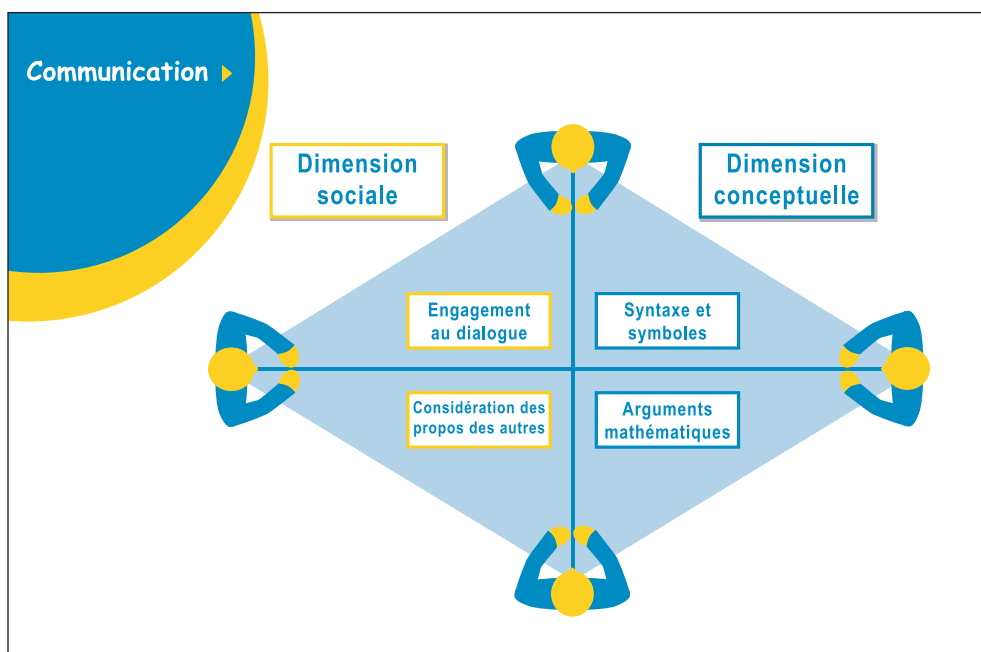 Communication
Dimension
sociale
Dimension
conceptuelle
Engagement
au dialogue
Syntaxe et
symboles
Considération des
propos des autres
Arguments
mathématiques